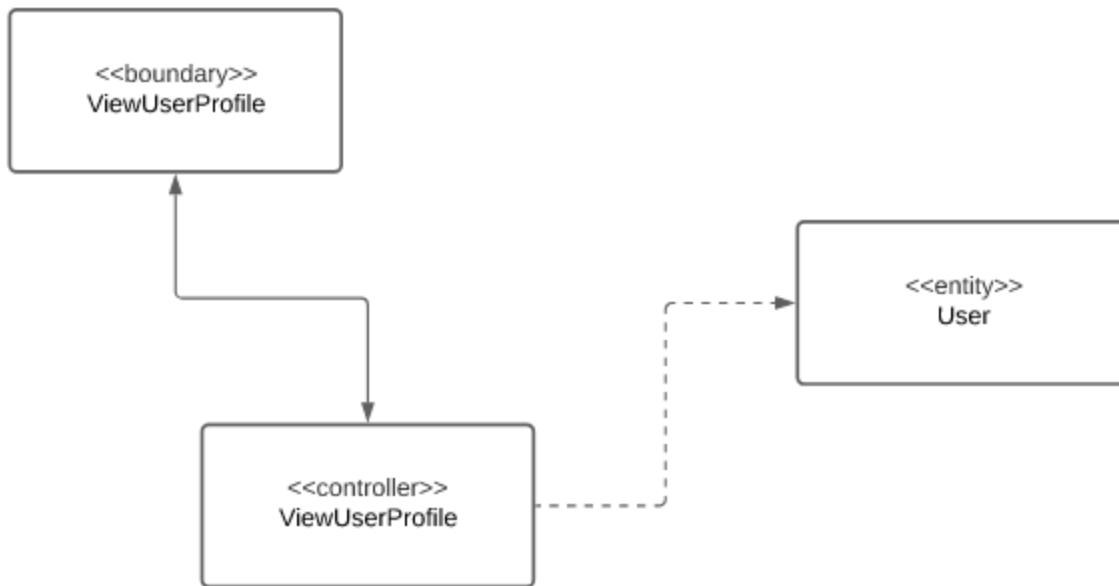 <<boundary>>
ViewUserProfile
<<entity>>
User
<<controller>>
ViewUserProfile